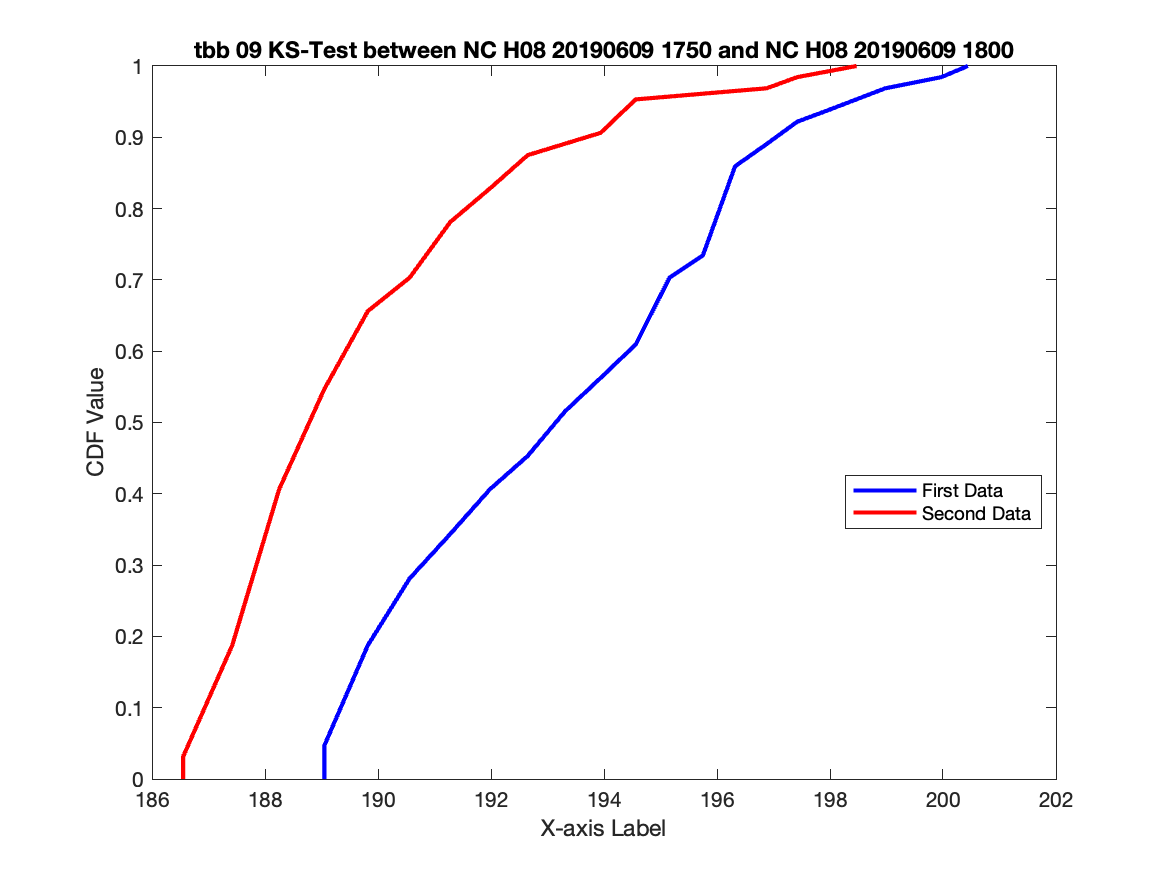 tbb 09 KS-Test between NC H08 20190609 1750 and NC H08 20190609 1800
1
0.9
0.8
0.7
0.6
0.5
0.4
0.3
0.2
0.1
0
CDF Value
First Data
Second Data
186 188 190 192 194 196 198 200 202
X-axis Label